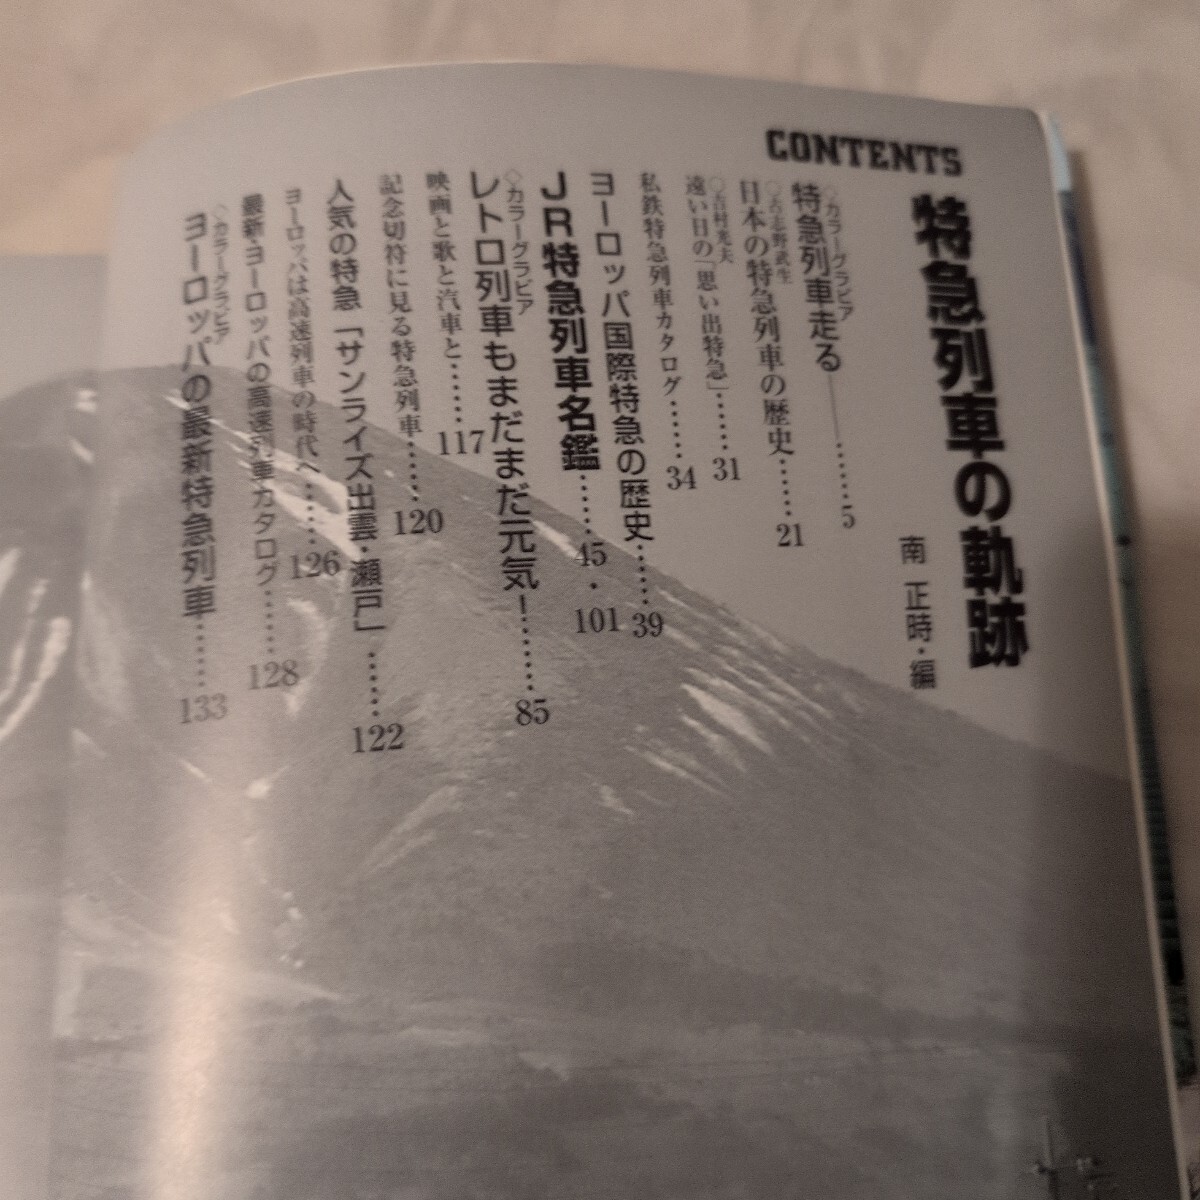 CONTENTS
特急列車の軌跡
南 正時・編
◇カラーグラビア
特急列車走る――……5
◇吉志野武生
日本の特急列車の歴史……21
◇吉村光夫
遠い日の「思い出特急」……31
私鉄特急列車カタログ……34
ヨーロッパ国際特急の歴史……39
JR特急列車名鑑……45・101
◇カラーグラビア
レトロ列車もまだまだ元気!……85
映画と歌と汽車と……117
記念切符に見る特急列車……120
人気の特急「サンライズ出雲・瀬戸」……122
ヨーロッパは高速列車の時代へ……126
最新・ヨーロッパの高速列車カタログ……128
◇カラーグラビア
ヨーロッパの最新特急列車……133